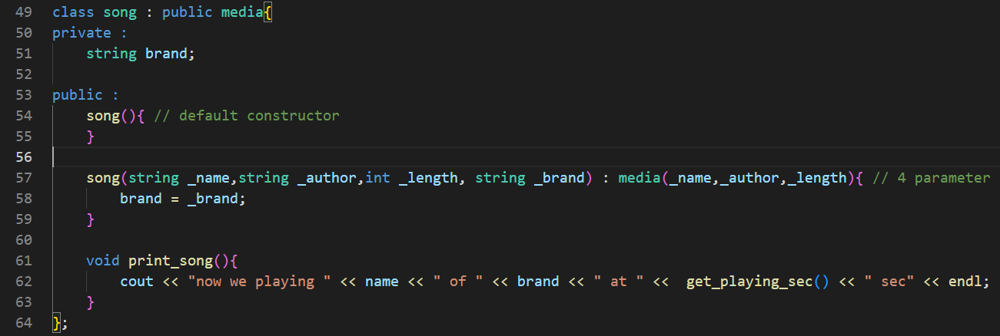 49 class song : public media{
50 private :
51     string brand;
52
53 public :
54     song(){ // default constructor
55     }
56
57     song(string _name,string _author,int _length, string _brand) : media(_name,_author,_length){ // 4 parameter
58         brand = _brand;
59     }
60
61     void print_song(){
62         cout << "now we playing " << name << " of " << brand << " at " <<  get_playing_sec() << " sec" << endl;
63     }
64 };